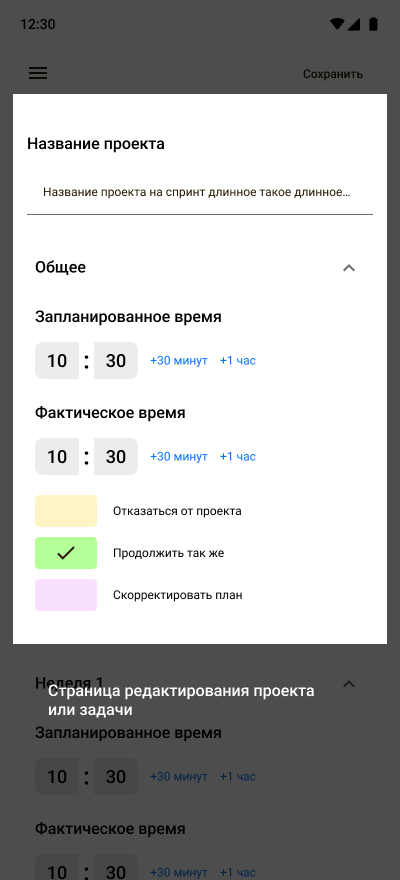 12:30
Сохранить
Название проекта
Название проекта на спринт длинное такое длинное...
Общее
Запланированное время
10 : 30 +30 минут +1 час
Фактическое время
10 : 30 +30 минут +1 час
Отказаться от проекта
Продолжить так же
Скорректировать план
Неделя 1
Страница редактирования проекта
или задачи
Запланированное время
10 : 30 +30 минут +1 час
Фактическое время
10 : 30 +30 минут +1 час